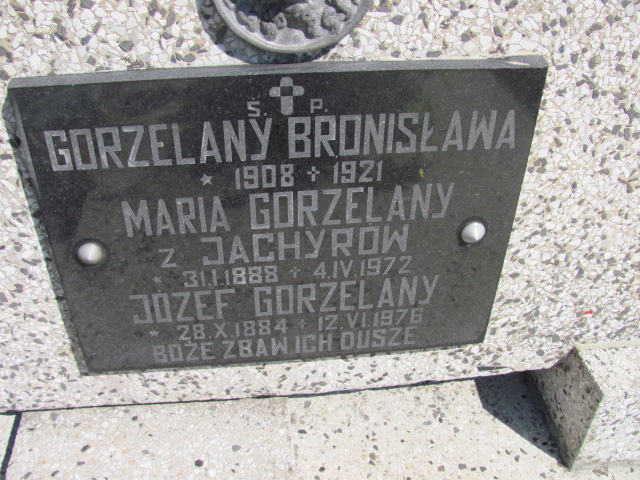 Ś. P.
GORZELANY BRONISŁAWA
* 1908 + 1921
MARIA GORZELANY
Z JACHYRÓW
* 31.I.1888 + 4.IV.1972
JÓZEF GORZELANY
* 28.X.1884 + 12.VI.1976
BOŻE ZBAW ICH DUSZE